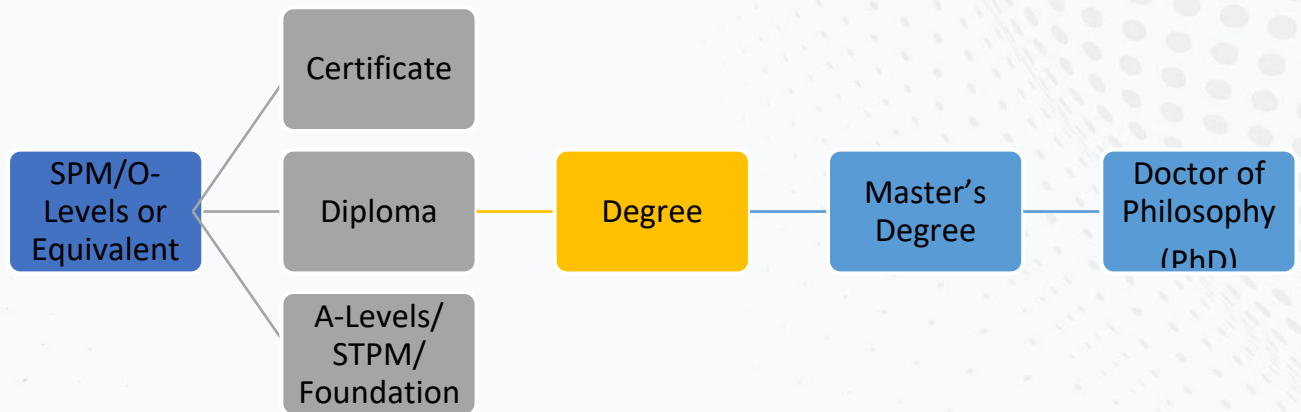 Certificate
SPM/O-
Levels or
Equivalent
Diploma
Degree
Master's
Degree
Doctor of
Philosophy
(PhD)
A-Levels/
STPM/
Foundation